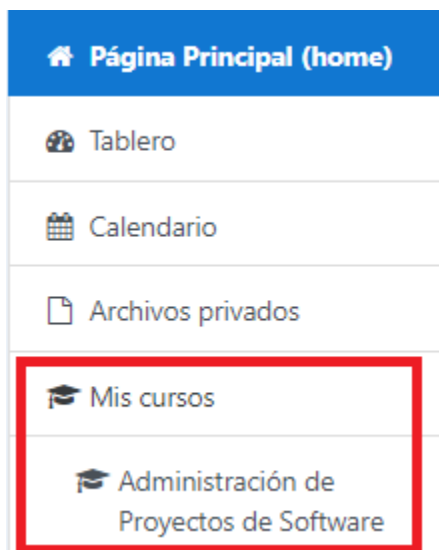 Página Principal (home)
Tablero
Calendario
Archivos privados
Mis cursos
Administración de
Proyectos de Software